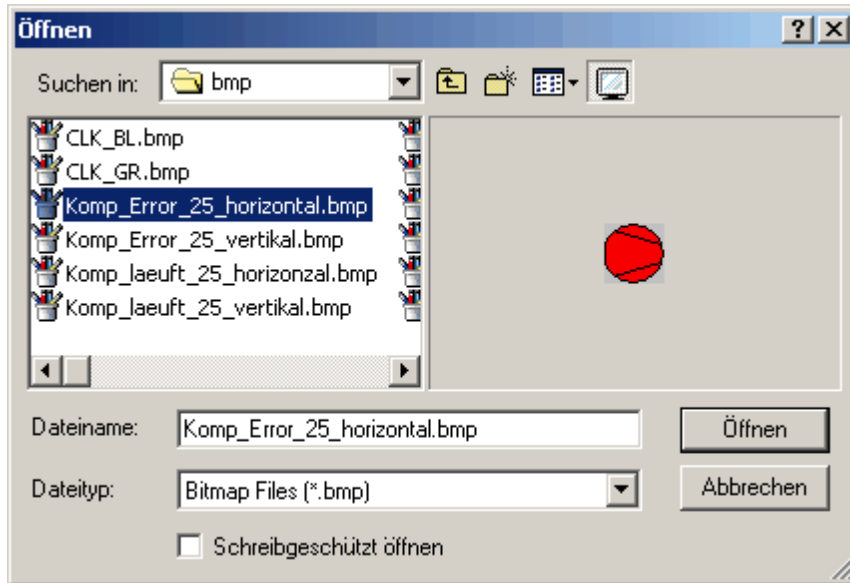 Öffnen
Suchen in: bmp
CLK_BL.bmp
CLK_GR.bmp
Komp_Error_25_horizontal.bmp
Komp_Error_25_vertikal.bmp
Komp_laeuft_25_horizonzal.bmp
Komp_laeuft_25_vertikal.bmp
Dateiname: Komp_Error_25_horizontal.bmp Öffnen
Dateityp: Bitmap Files (*.bmp) Abbrechen
Schreibgeschützt öffnen